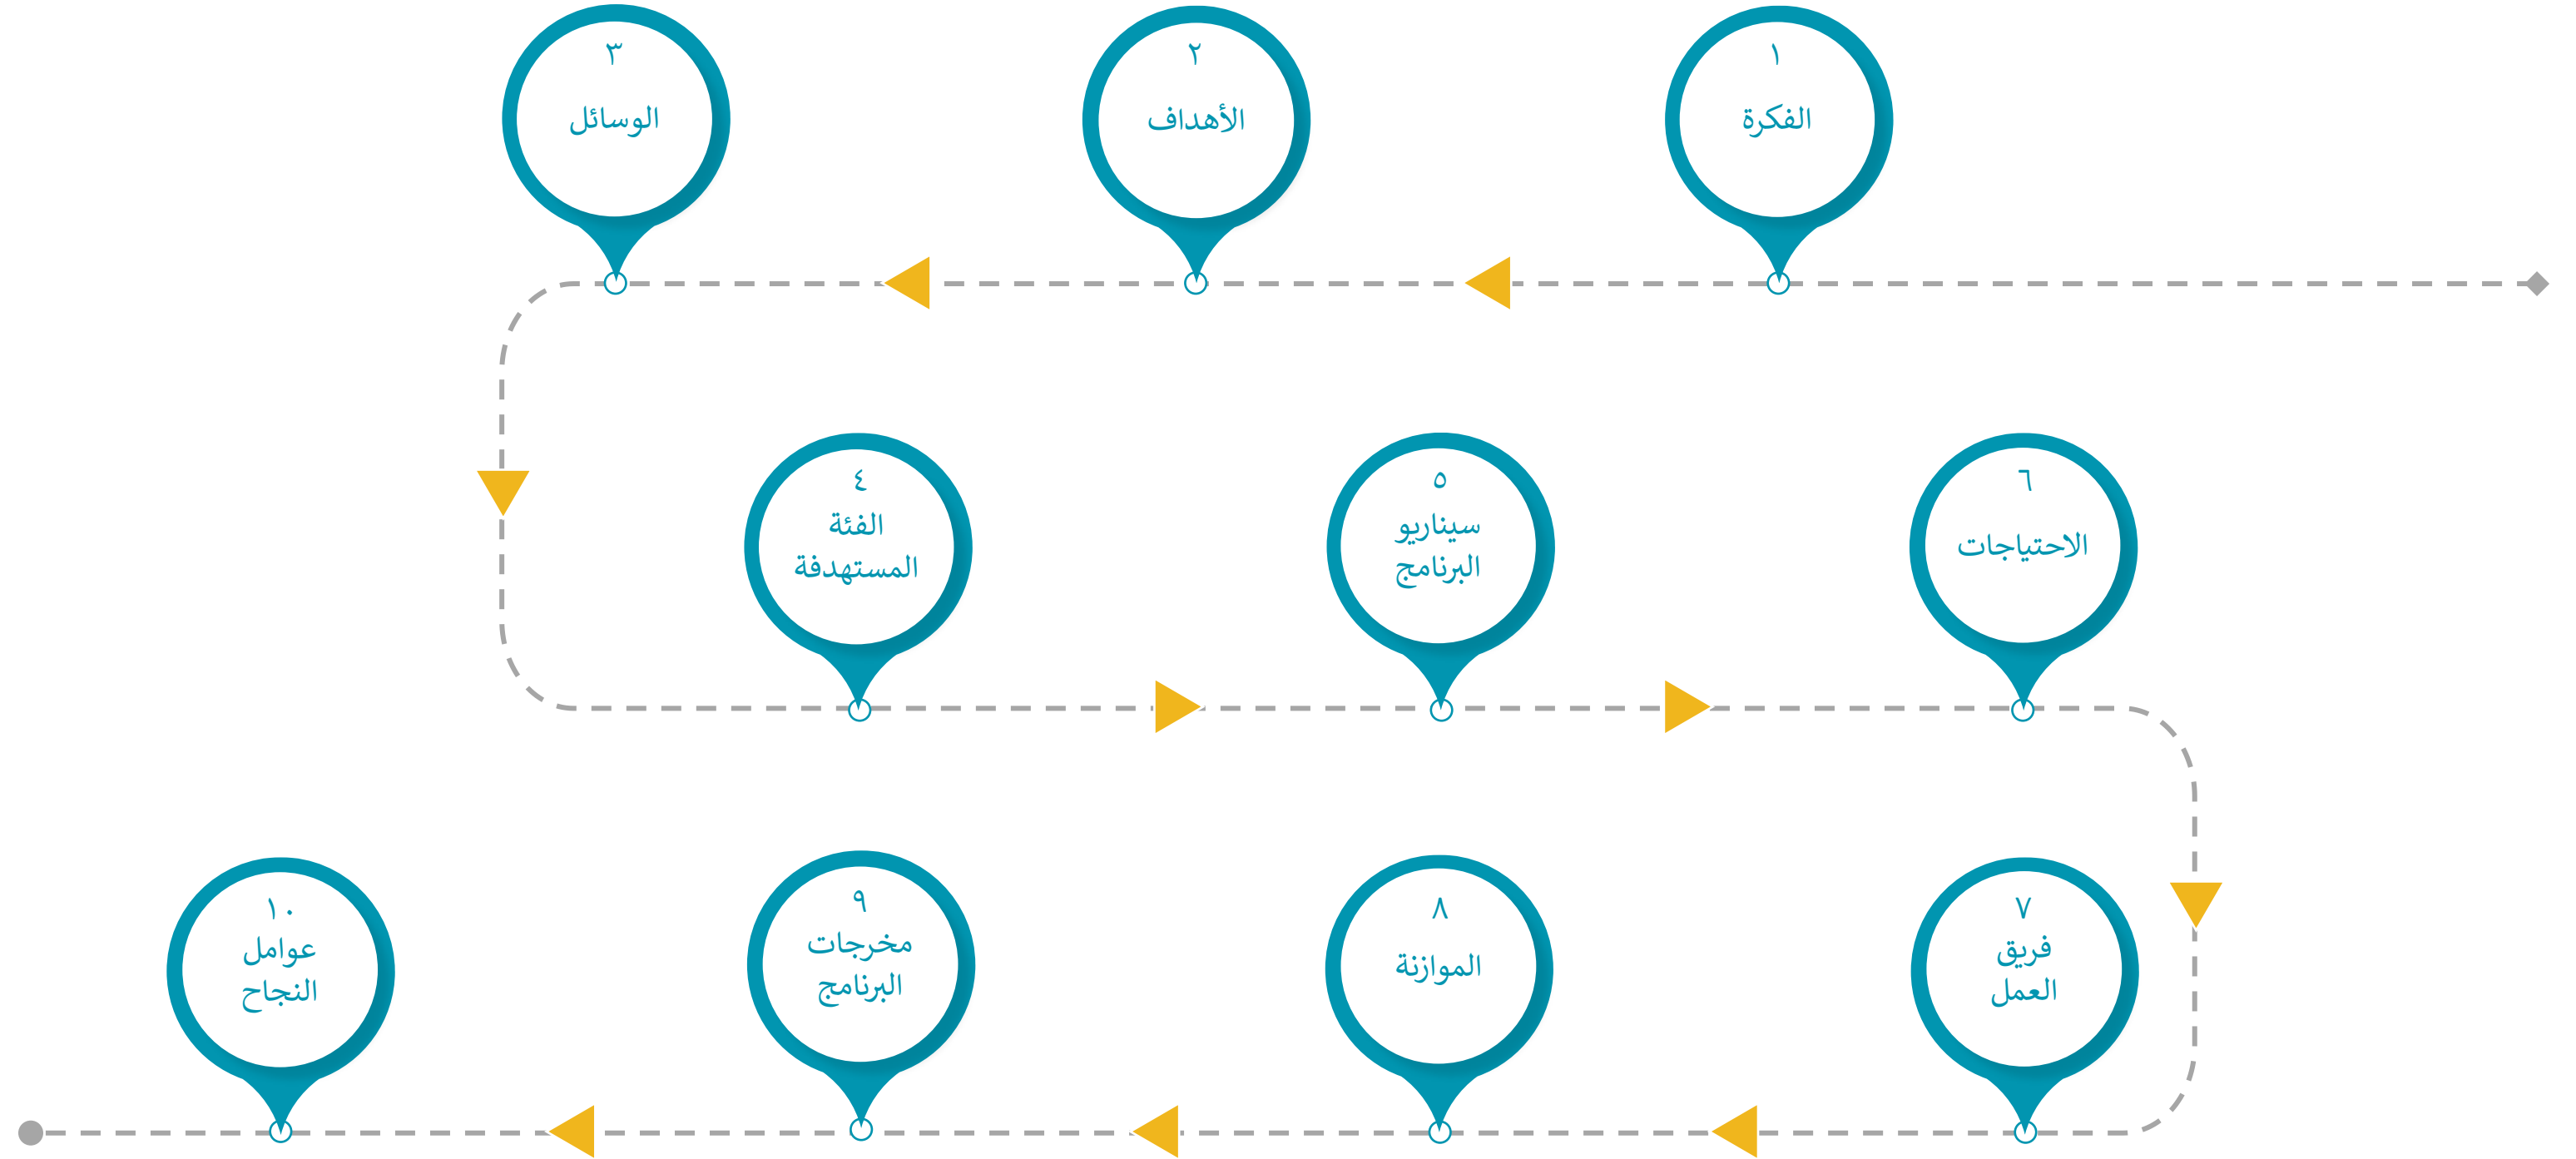 ١
الفكرة
٢
الأهداف
٣
الوسائل
٤
الفئة
المستهدفة
٥
سيناريو
البرنامج
٦
الاحتياجات
٧
فريق
العمل
٨
الموازنة
٩
مخرجات
البرنامج
١٠
عوامل
النجاح